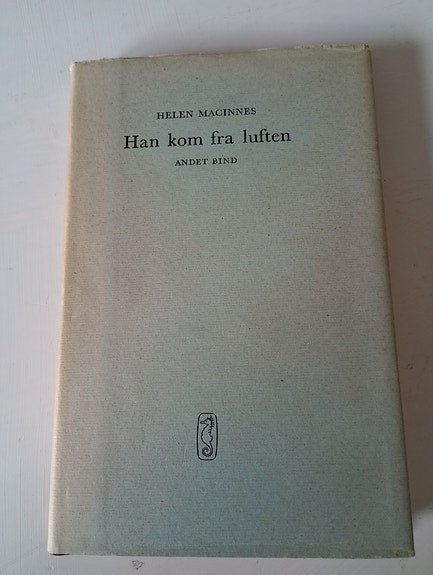 HELEN MACINNES
Han kom fra luften
ANDET BIND